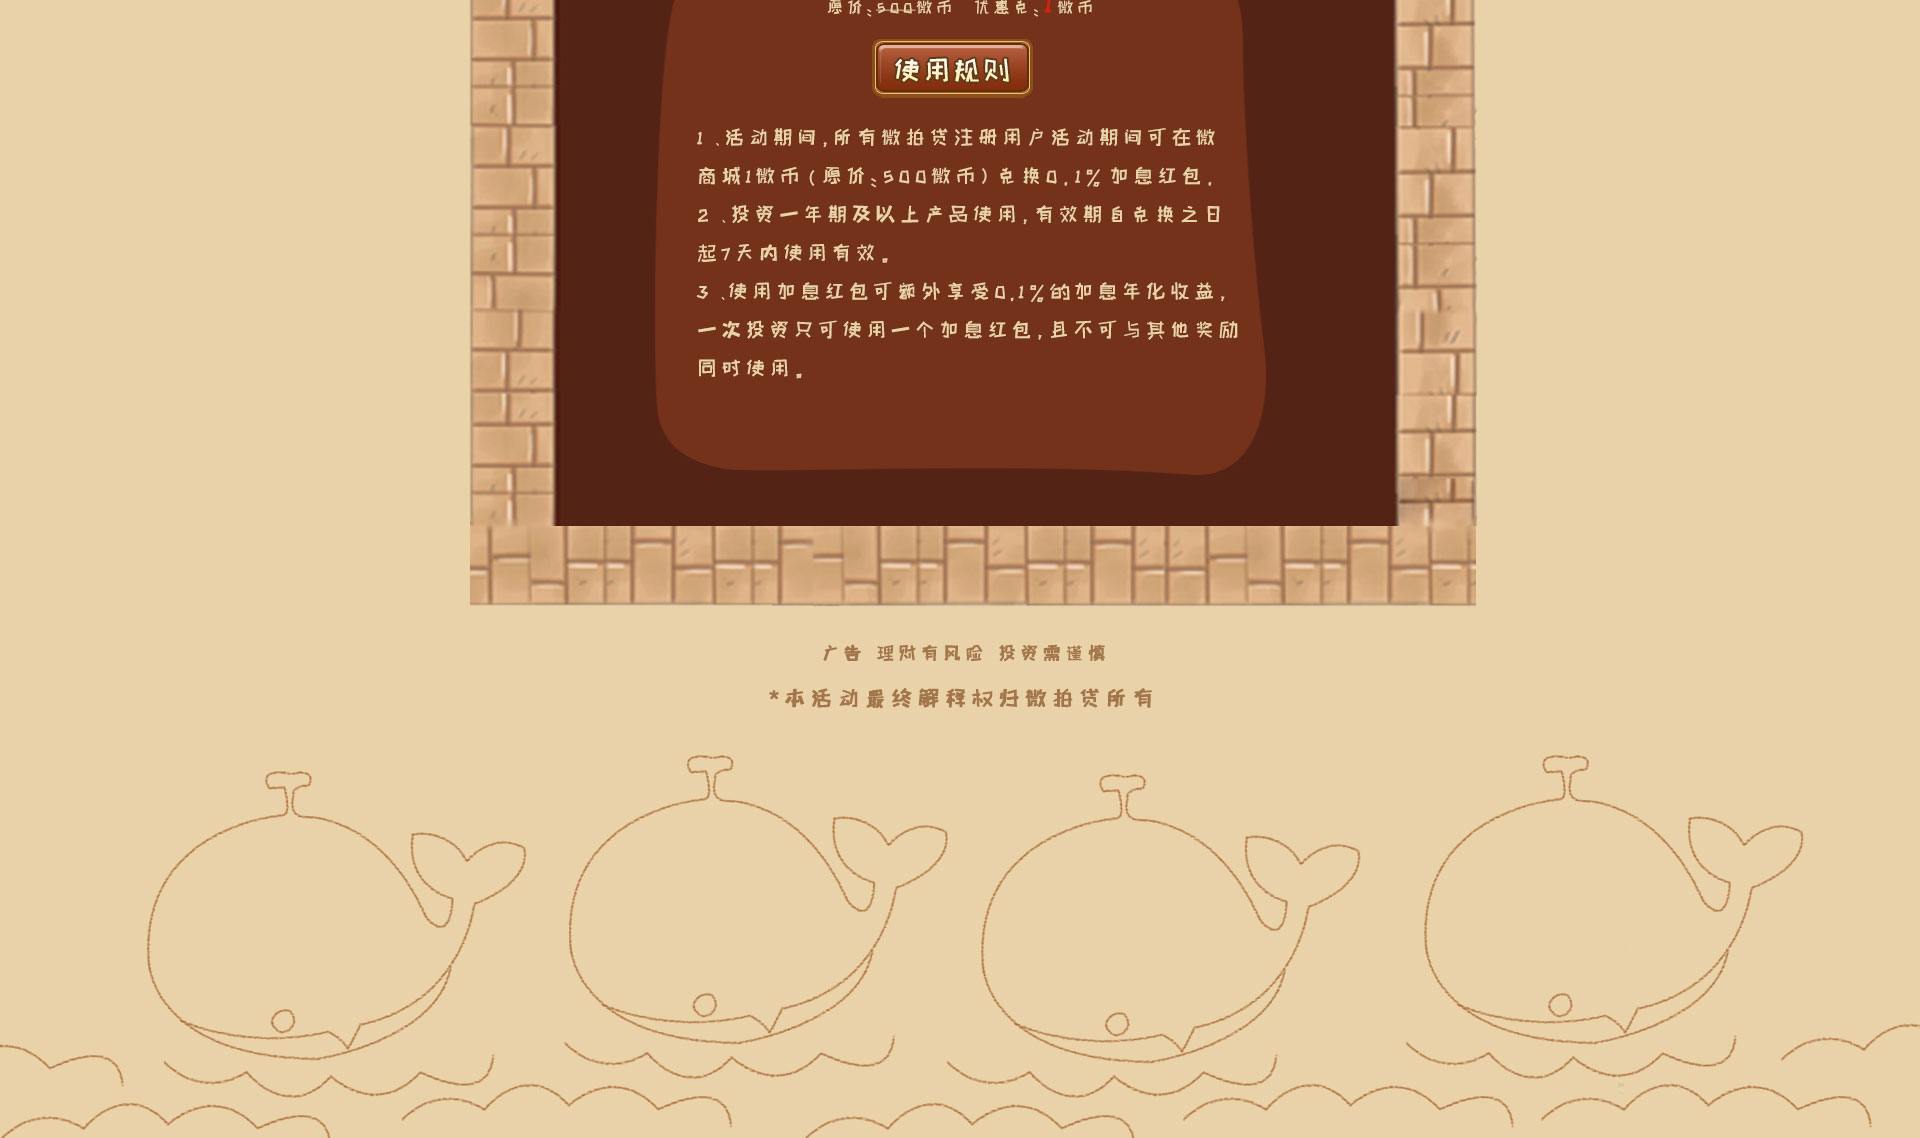 原价:500微币 优惠兑:1微币
使用规则
1、活动期间,所有微拍贷注册用户活动期间可在微
商城1微币(原价:500微币)兑换0.1%加息红包.
2、投资一年期及以上产品使用,有效期自兑换之日
起7天内使用有效。
3、使用加息红包可额外享受0.1%的加息年化收益,
一次投资只可使用一个加息红包,且不可与其他奖励
同时使用。
广告 理财有风险 投资需谨慎
*本活动最终解释权归微拍贷所有